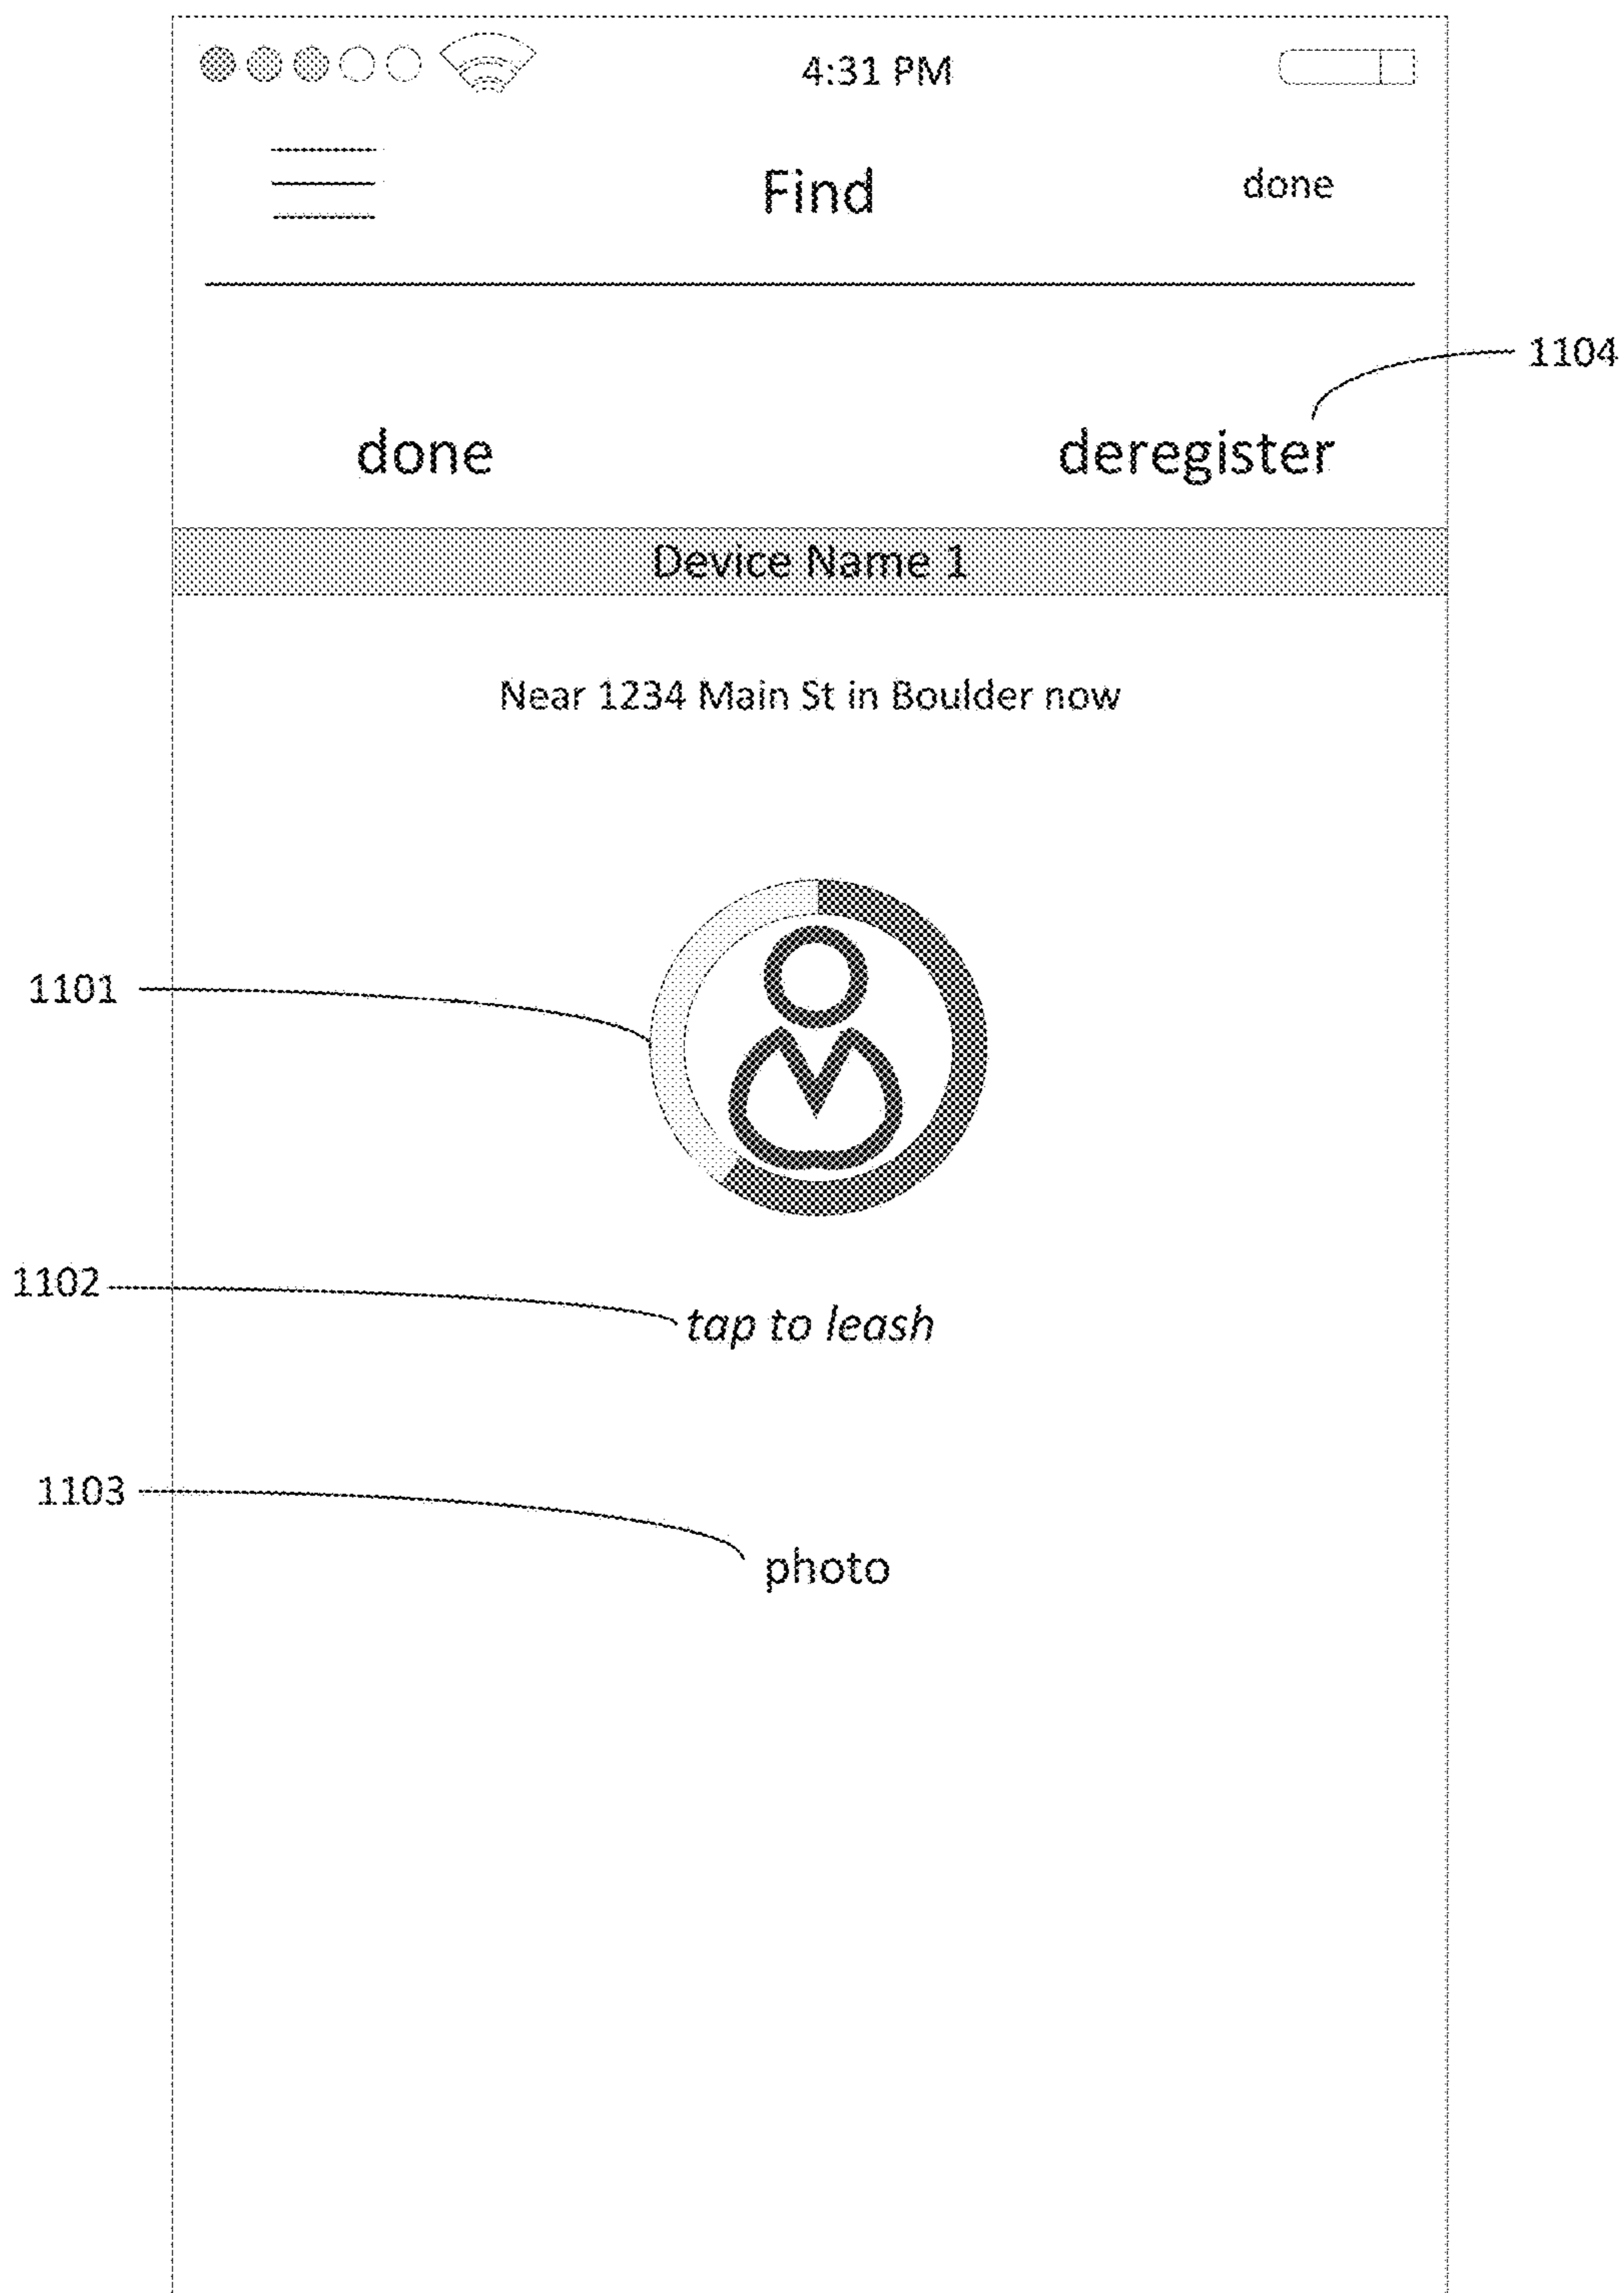 4:31 PM
Find
done
1104
done
deregister
Device Name 1
Near 1234 Main St in Boulder now
1101
1102
tap to leash
1103
photo